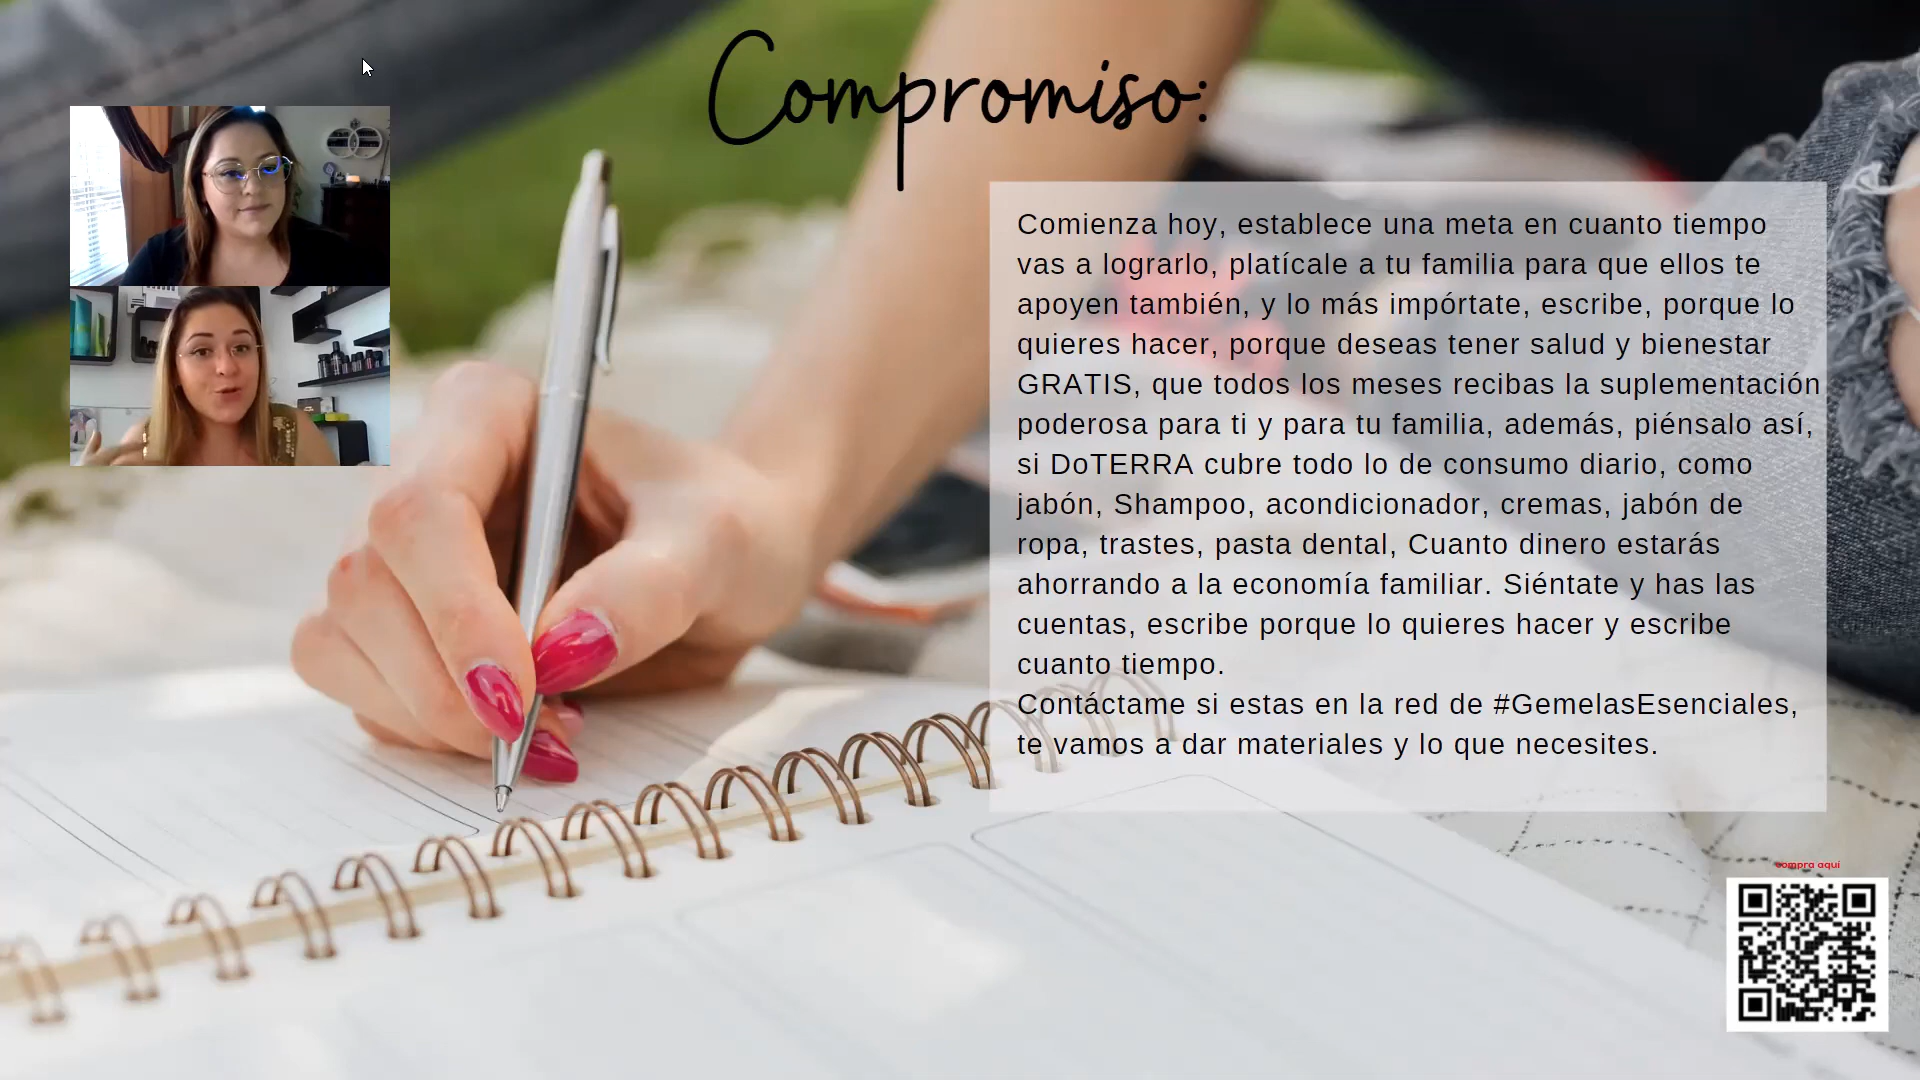 Compromiso:
Comienza hoy, establece una meta en cuanto tiempo
vas a lograrlo, platícale a tu familia para que ellos te
apoyen también, y lo más impórtate, escribe, porque lo
quieres hacer, porque deseas tener salud y bienestar
GRATIS, que todos los meses recibas la suplementación
poderosa para ti y para tu familia, además, piénsalo así,
si DoTERRA cubre todo lo de consumo diario, como
jabón, Shampoo, acondicionador, cremas, jabón de
ropa, trastes, pasta dental, Cuanto dinero estarás
ahorrando a la economía familiar. Siéntate y has las
cuentas, escribe porque lo quieres hacer y escribe
cuanto tiempo.
Contáctame si estas en la red de #GemelasEsenciales,
te vamos a dar materiales y lo que necesites.
compra aquí